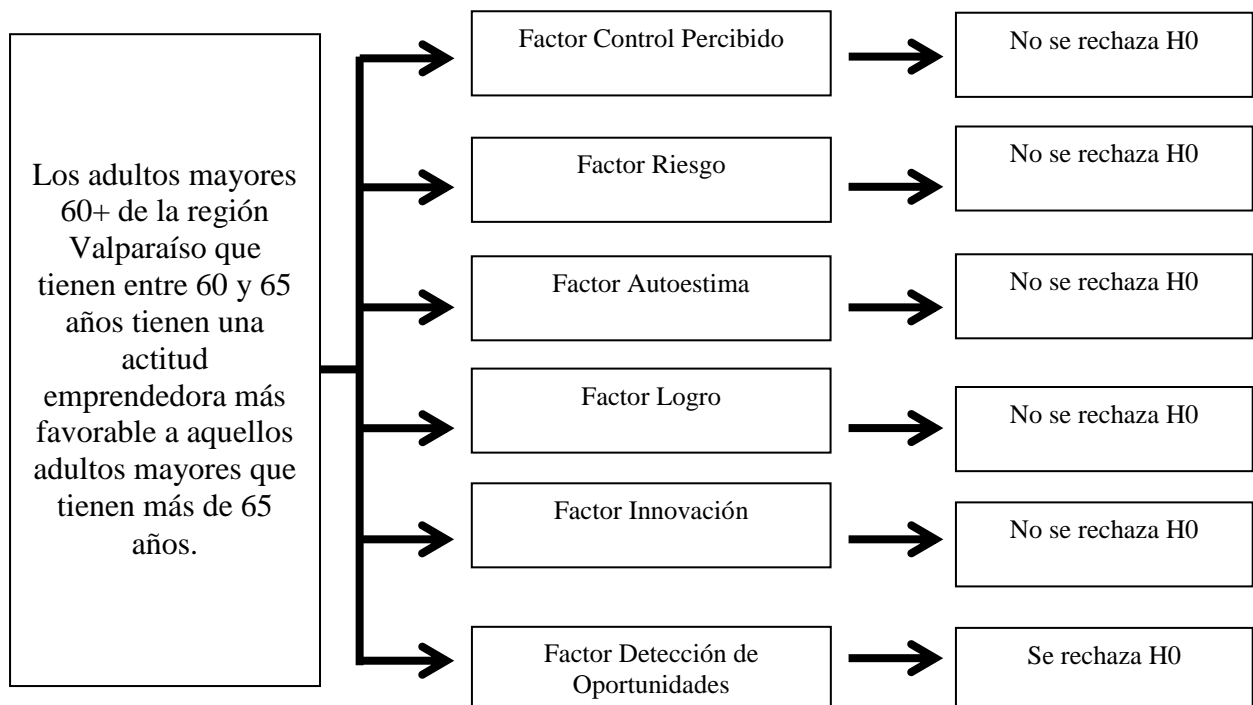 Los adultos mayores
60+ de la región
Valparaíso que
tienen entre 60 y 65
años tienen una
actitud
emprendedora más
favorable a aquellos
adultos mayores que
tienen más de 65
años.
Factor Control Percibido
No se rechaza H0
Factor Riesgo
No se rechaza H0
Factor Autoestima
No se rechaza H0
Factor Logro
No se rechaza H0
Factor Innovación
No se rechaza H0
Factor Detección de
Oportunidades
Se rechaza H0